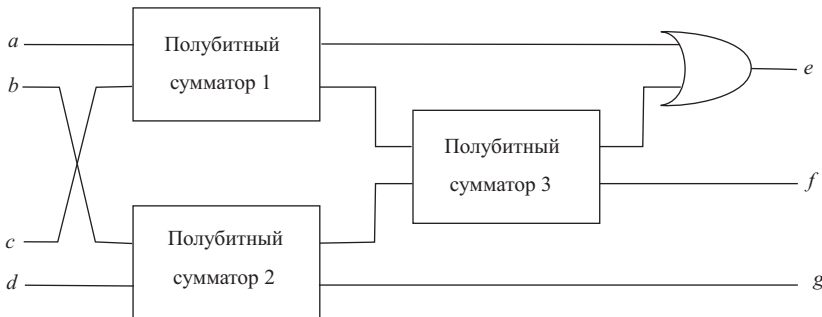 a
Полубитный
сумматор 1
b
e
Полубитный
сумматор 3
f
c
Полубитный
сумматор 2
d
g